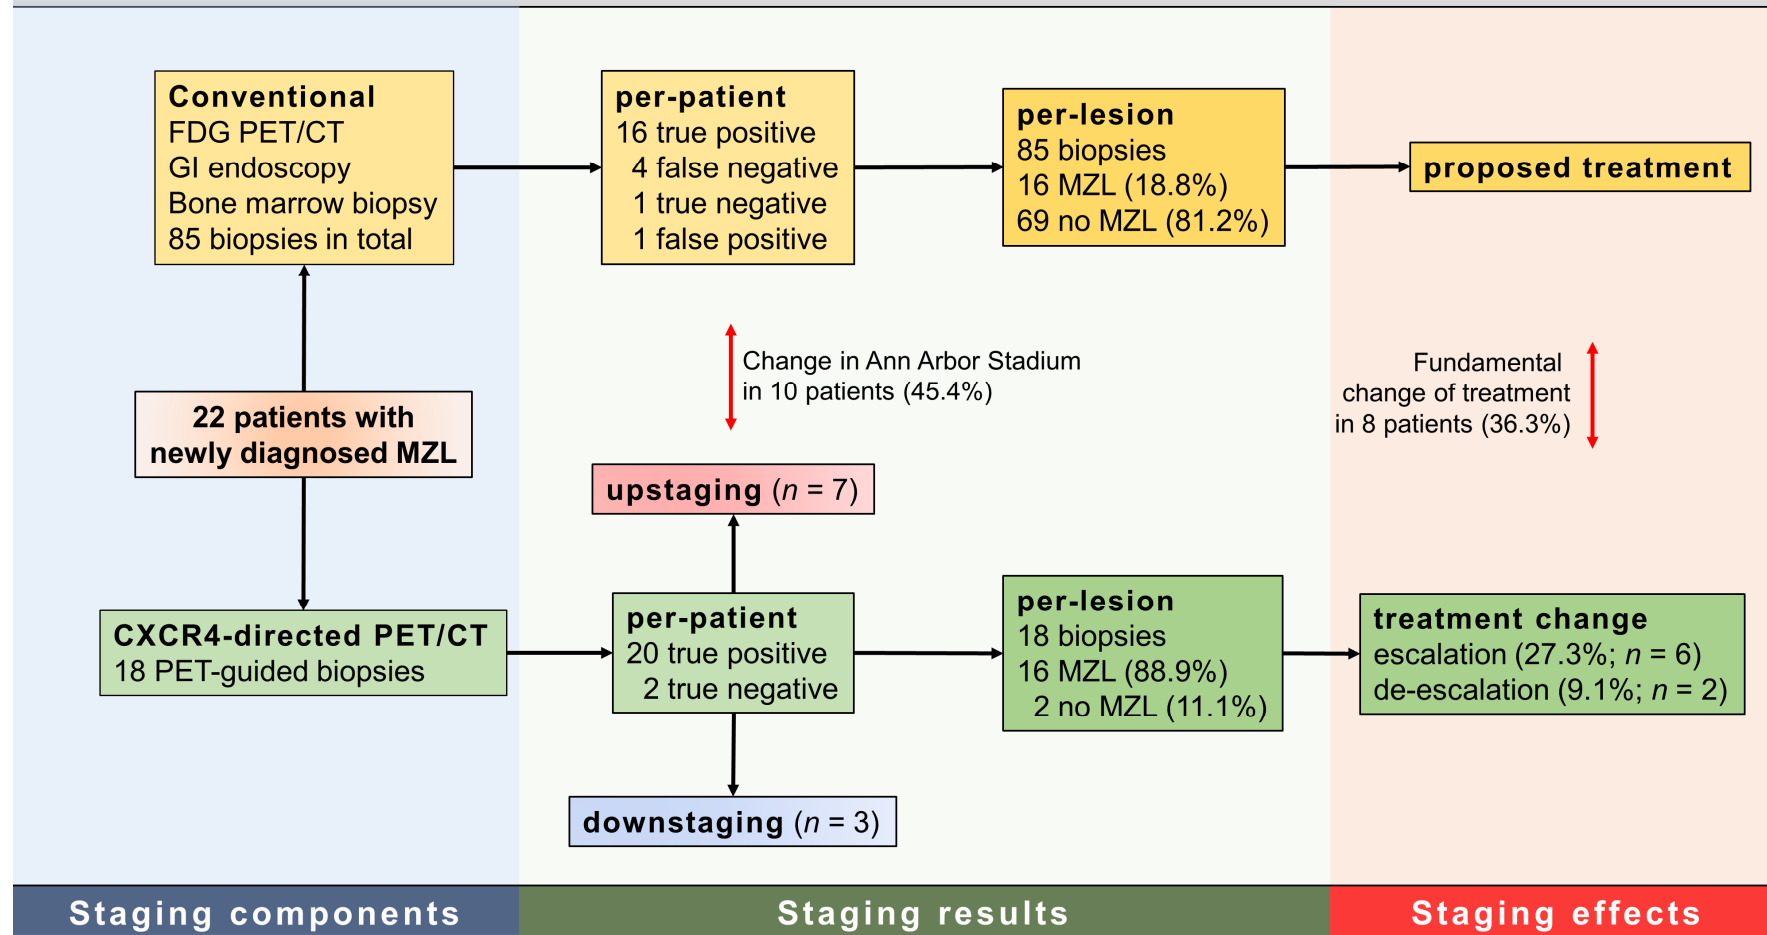 Conventional
FDG PET/CT
GI endoscopy
Bone marrow biopsy
85 biopsies in total
per-patient
16 true positive
4 false negative
1 true negative
1 false positive
per-lesion
85 biopsies
16 MZL (18.8%)
69 no MZL (81.2%)
proposed treatment
22 patients with
newly diagnosed MZL
Change in Ann Arbor Stadium
in 10 patients (45.4%)
Fundamental
change of treatment
in 8 patients (36.3%)
upstaging (n = 7)
CXCR4-directed PET/CT
18 PET-guided biopsies
per-patient
20 true positive
2 true negative
per-lesion
18 biopsies
16 MZL (88.9%)
2 no MZL (11.1%)
treatment change
escalation (27.3%; n = 6)
de-escalation (9.1%; n = 2)
downstaging (n = 3)
Staging components
Staging results
Staging effects